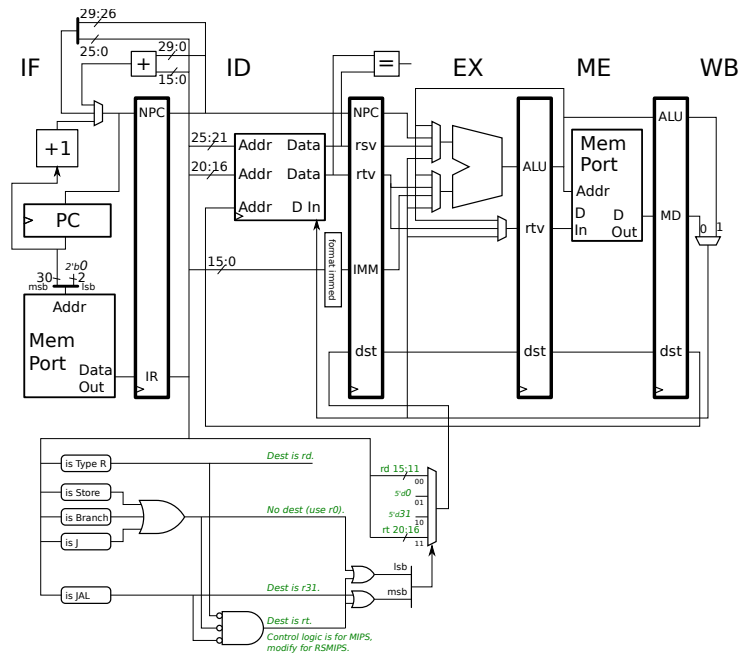 29:26
25:0
29:0
15:0
IF
ID
EX
ME
WB
+
=
+1
NPC
NPC
ALU
25:21
Addr
Data
rsv
20:16
Addr
Data
rtv
ALU
Mem
Port
Addr
PC
Addr
D In
D
In
D
Out
rtv
MD
0
1
2'b0
30
+2
msb
lsb
15:0
format immed
IMM
Addr
Mem
Port
Data
Out
IR
dst
dst
dst
is Type R
Dest is rd.
rd 15:11
00
is Store
5'd0
01
is Branch
No dest (use r0).
5'd31
10
is J
rt 20:16
11
lsb
is JAL
Dest is r31.
msb
Dest is rt.
Control logic is for MIPS,
modify for RSMIPS.